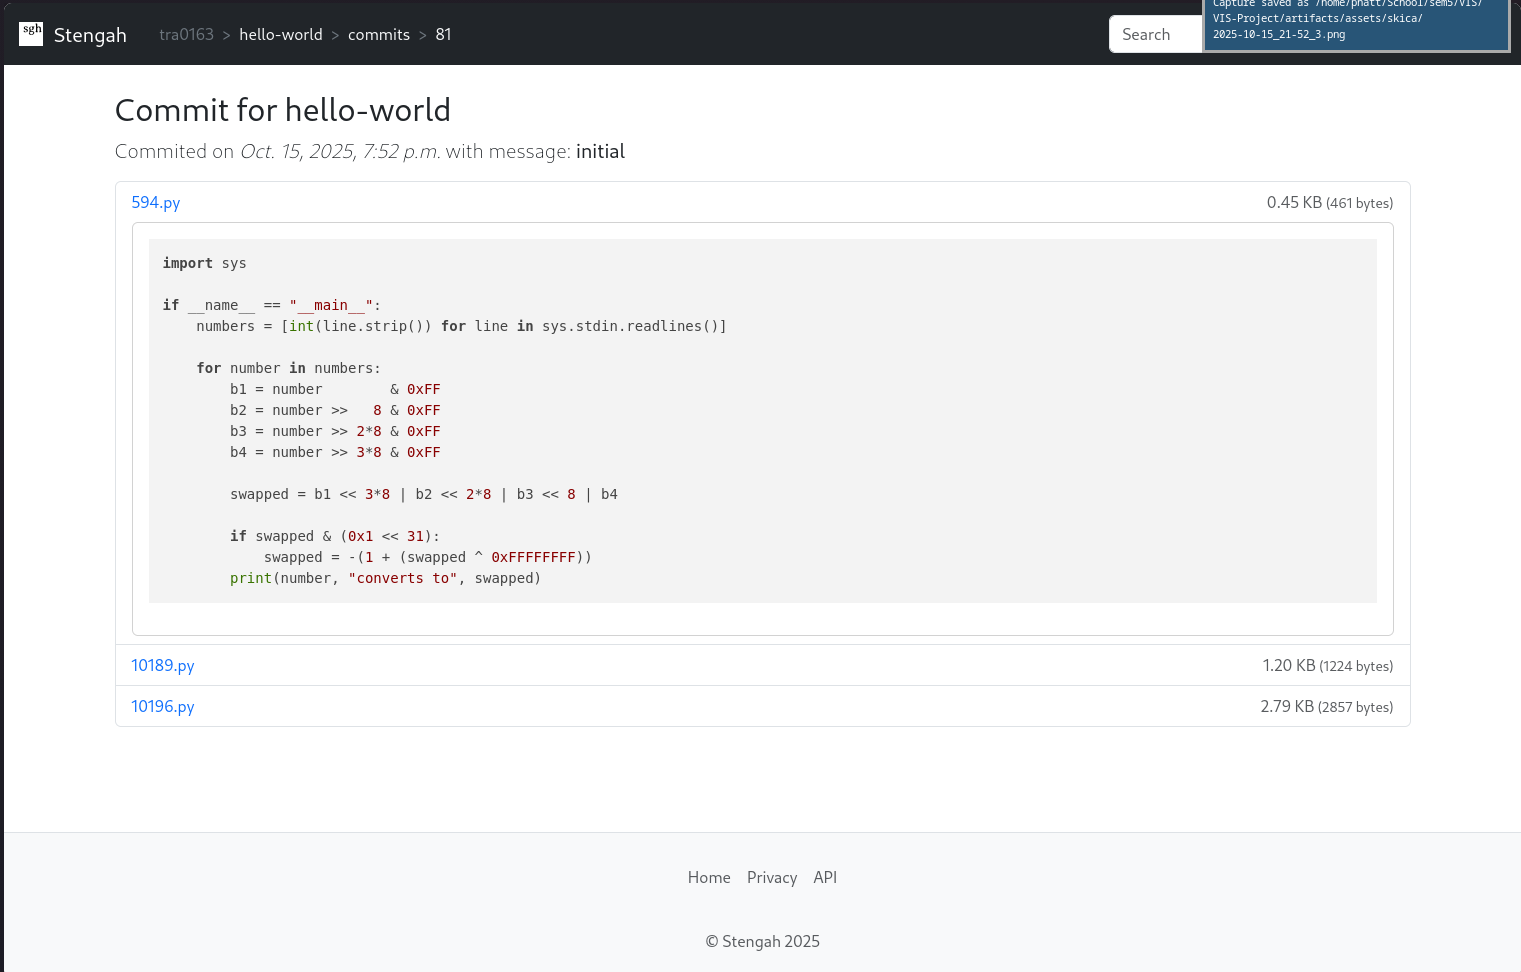 sgh Stengah tra0163 > hello-world > commits > 81 Search
Capture saved as /home/phatt/School/sem5/VIS/
VIS-Project/artifacts/assets/skica/
2025-10-15_21-52_3.png
Commit for hello-world
Commited on Oct. 15, 2025, 7:52 p.m. with message: initial
594.py 0.45 KB (461 bytes)
import sys
if __name__ == "__main__":
    numbers = [int(line.strip()) for line in sys.stdin.readlines()]
    for number in numbers:
        b1 = number        & 0xFF
        b2 = number >>   8 & 0xFF
        b3 = number >> 2*8 & 0xFF
        b4 = number >> 3*8 & 0xFF
        swapped = b1 << 3*8 | b2 << 2*8 | b3 << 8 | b4
        if swapped & (0x1 << 31):
            swapped = -(1 + (swapped ^ 0xFFFFFFFF))
        print(number, "converts to", swapped)
10189.py 1.20 KB (1224 bytes)
10196.py 2.79 KB (2857 bytes)
Home Privacy API
© Stengah 2025